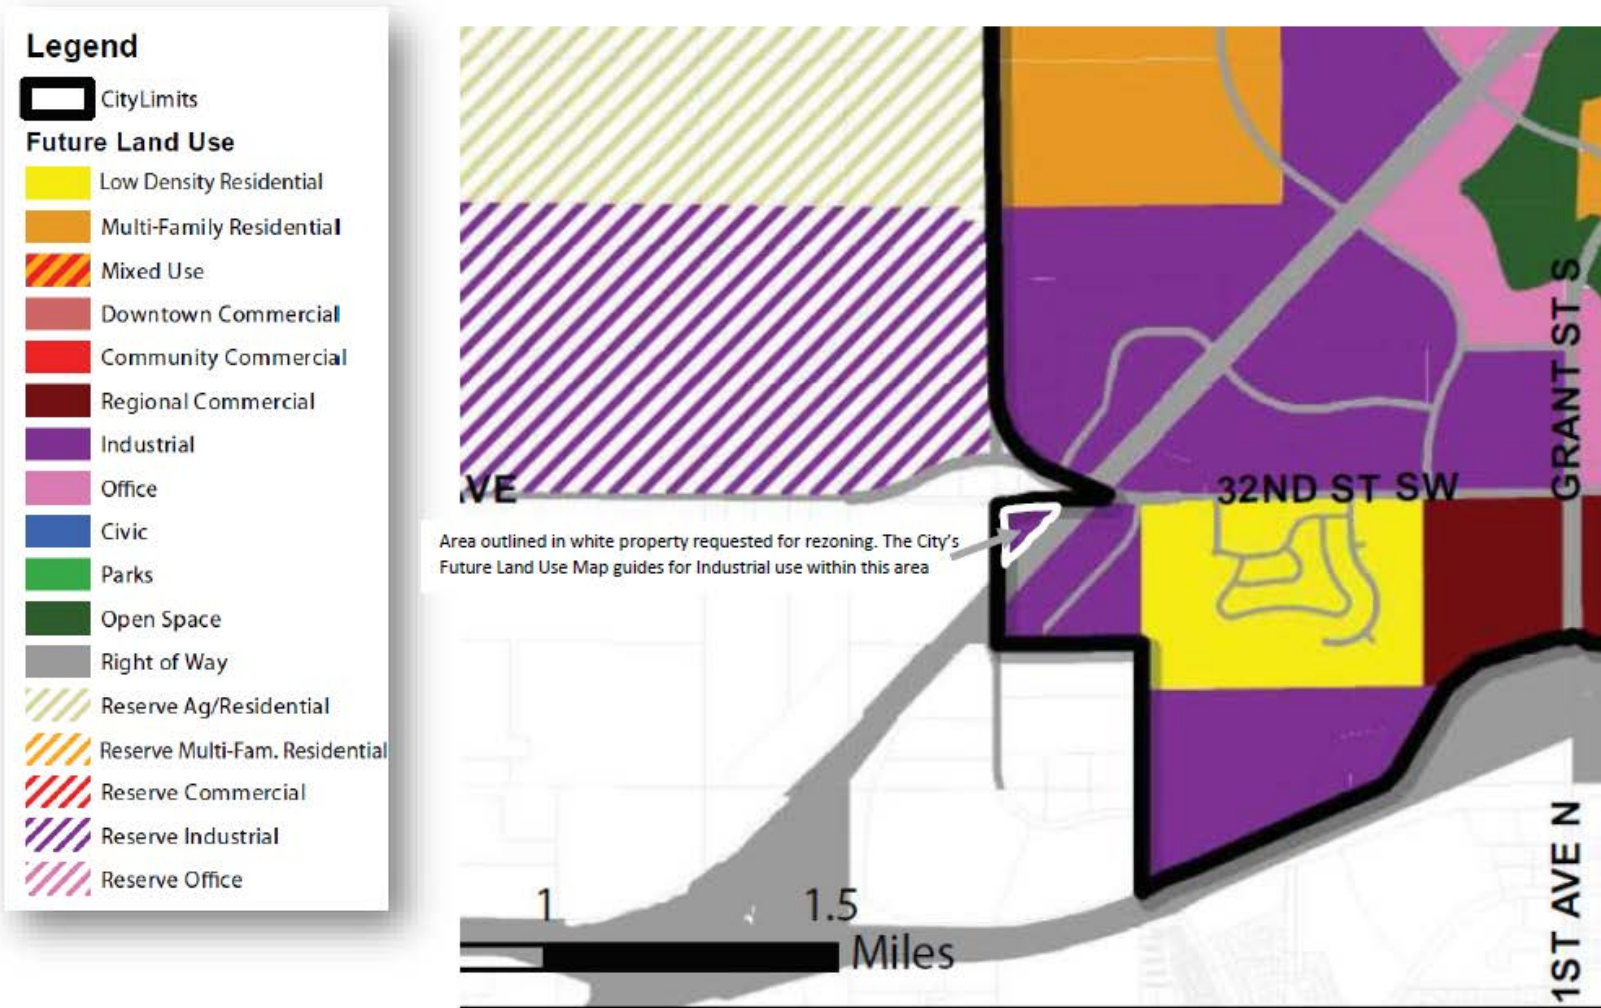 Legend
CityLimits
Future Land Use
Low Density Residential
Multi-Family Residential
Mixed Use
Downtown Commercial
Community Commercial
Regional Commercial
Industrial
Office
Civic
Parks
Open Space
Right of Way
Reserve Ag/Residential
Reserve Multi-Fam. Residential
Reserve Commercial
Reserve Industrial
Reserve Office
GRANT ST S
VE
32ND ST SW
Area outlined in white property requested for rezoning. The City's
Future Land Use Map guides for Industrial use within this area
1ST AVE N
1 1.5
Miles